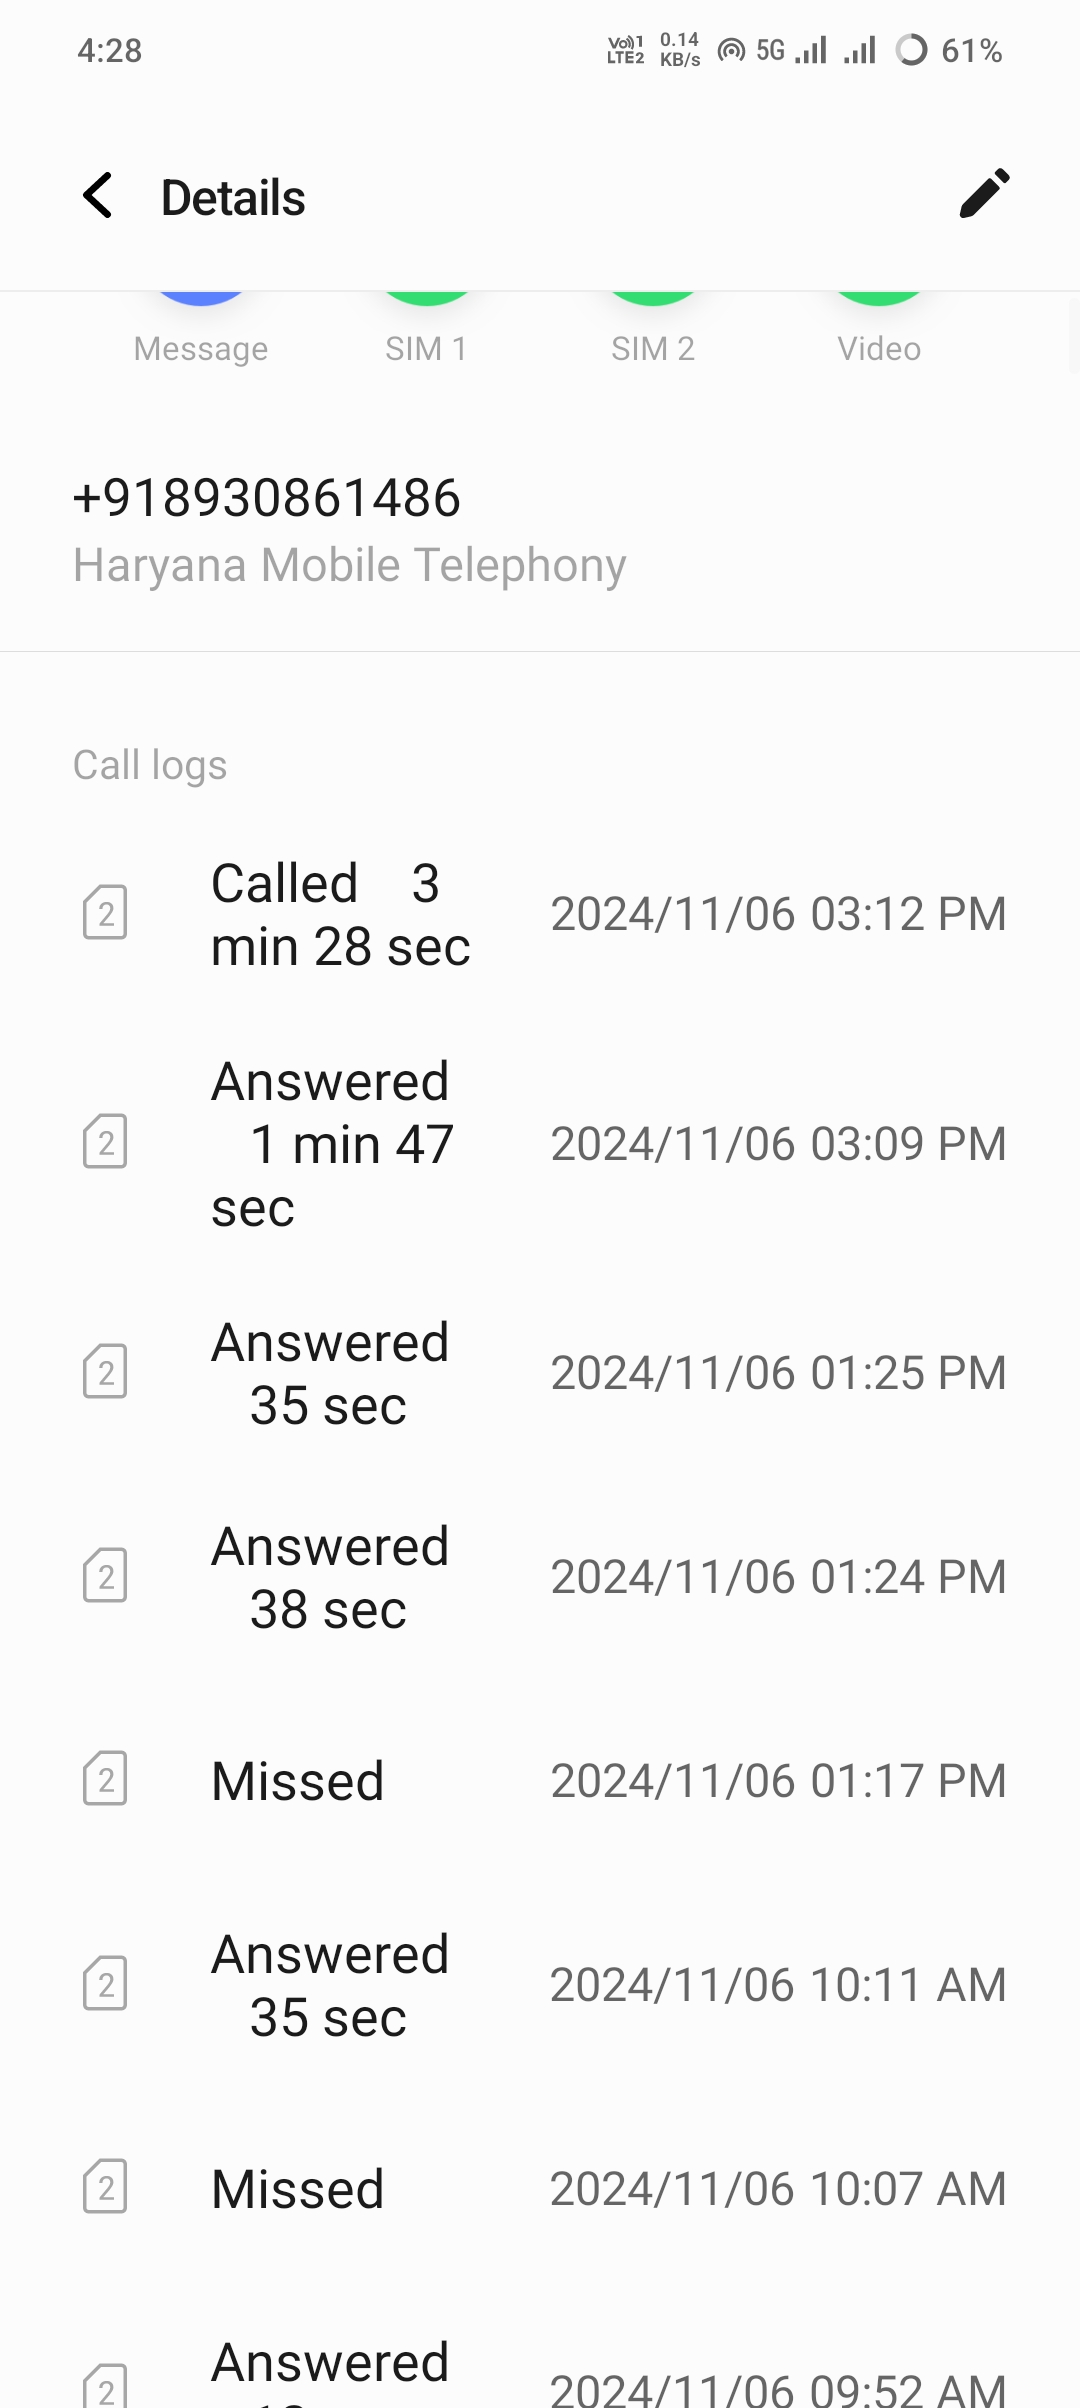 4:28
Vo))1 LTE2 0.14 KB/s 5G 61%
Details
Message SIM 1 SIM 2 Video
+918930861486
Haryana Mobile Telephony
Call logs
2 Called 3 min 28 sec 2024/11/06 03:12 PM
2 Answered 1 min 47 sec 2024/11/06 03:09 PM
2 Answered 35 sec 2024/11/06 01:25 PM
2 Answered 38 sec 2024/11/06 01:24 PM
2 Missed 2024/11/06 01:17 PM
2 Answered 35 sec 2024/11/06 10:11 AM
2 Missed 2024/11/06 10:07 AM
2 Answered 2024/11/06 09:52 AM